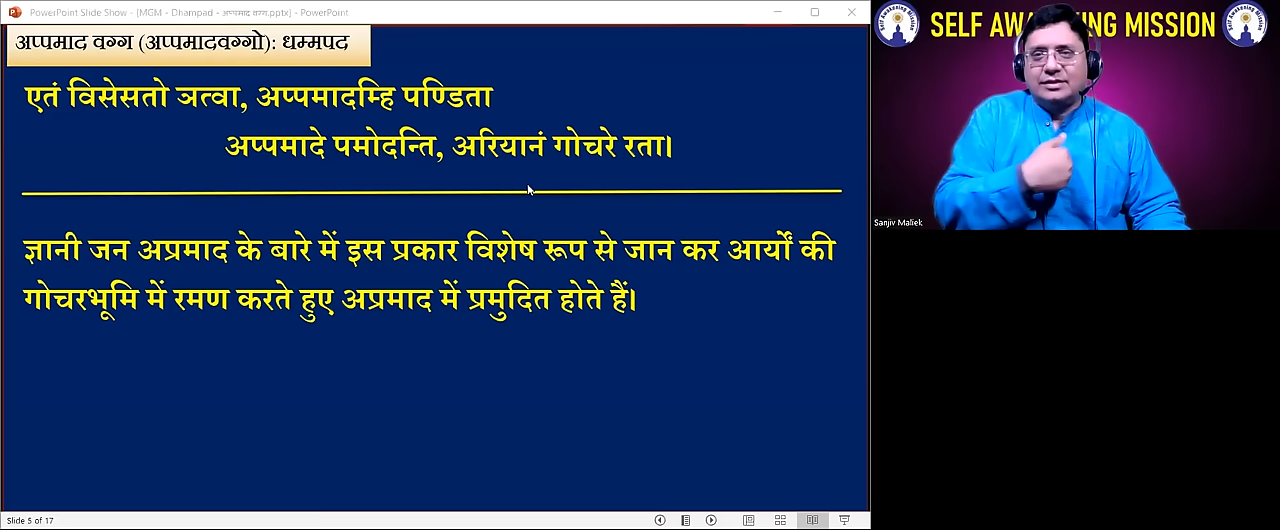 PowerPoint Slide Show - [MGM - Dhampad - अप्पमाद वग्ग.pptx] - PowerPoint
अप्पमाद वग्ग (अप्पमादवग्गो): धम्मपद
एतं विसेसतो ञत्वा, अप्पमादम्हि पण्डिता
अप्पमादे पमोदन्ति, अरियानं गोचरे रता।
ज्ञानी जन अप्रमाद के बारे में इस प्रकार विशेष रूप से जान कर आर्यों की
गोचरभूमि में रमण करते हुए अप्रमाद में प्रमुदित होते हैं।
Slide 5 of 17
SELF AWAKENING MISSION
Sanjiv Maliek